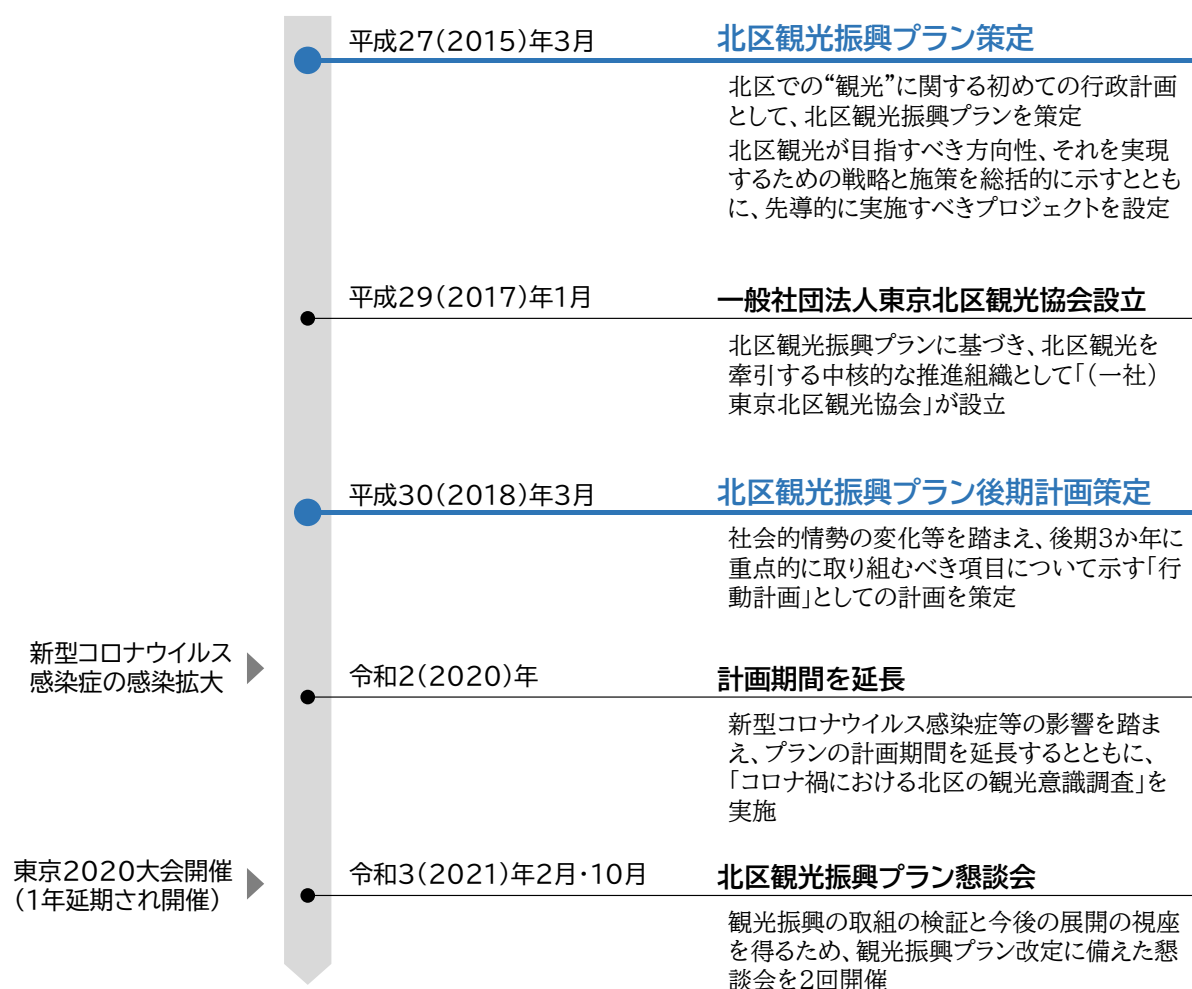 平成27(2015)年3月
北区観光振興プラン策定
北区での“観光”に関する初めての行政計画
として、北区観光振興プランを策定
北区観光が目指すべき方向性、それを実現
するための戦略と施策を総括的に示すととも
に、先導的に実施すべきプロジェクトを設定
平成29(2017)年1月
一般社団法人東京北区観光協会設立
北区観光振興プランに基づき、北区観光を
牽引する中核的な推進組織として「(一社)
東京北区観光協会」が設立
平成30(2018)年3月
北区観光振興プラン後期計画策定
社会的情勢の変化等を踏まえ、後期3か年に
重点的に取り組むべき項目について示す「行
動計画」としての計画を策定
新型コロナウイルス
感染症の感染拡大
令和2(2020)年
計画期間を延長
新型コロナウイルス感染症等の影響を踏ま
え、プランの計画期間を延長するとともに、
「コロナ禍における北区の観光意識調査」を
実施
東京2020大会開催
(1年延期され開催)
令和3(2021)年2月・10月
北区観光振興プラン懇談会
観光振興の取組の検証と今後の展開の視座
を得るため、観光振興プラン改定に備えた懇
談会を2回開催